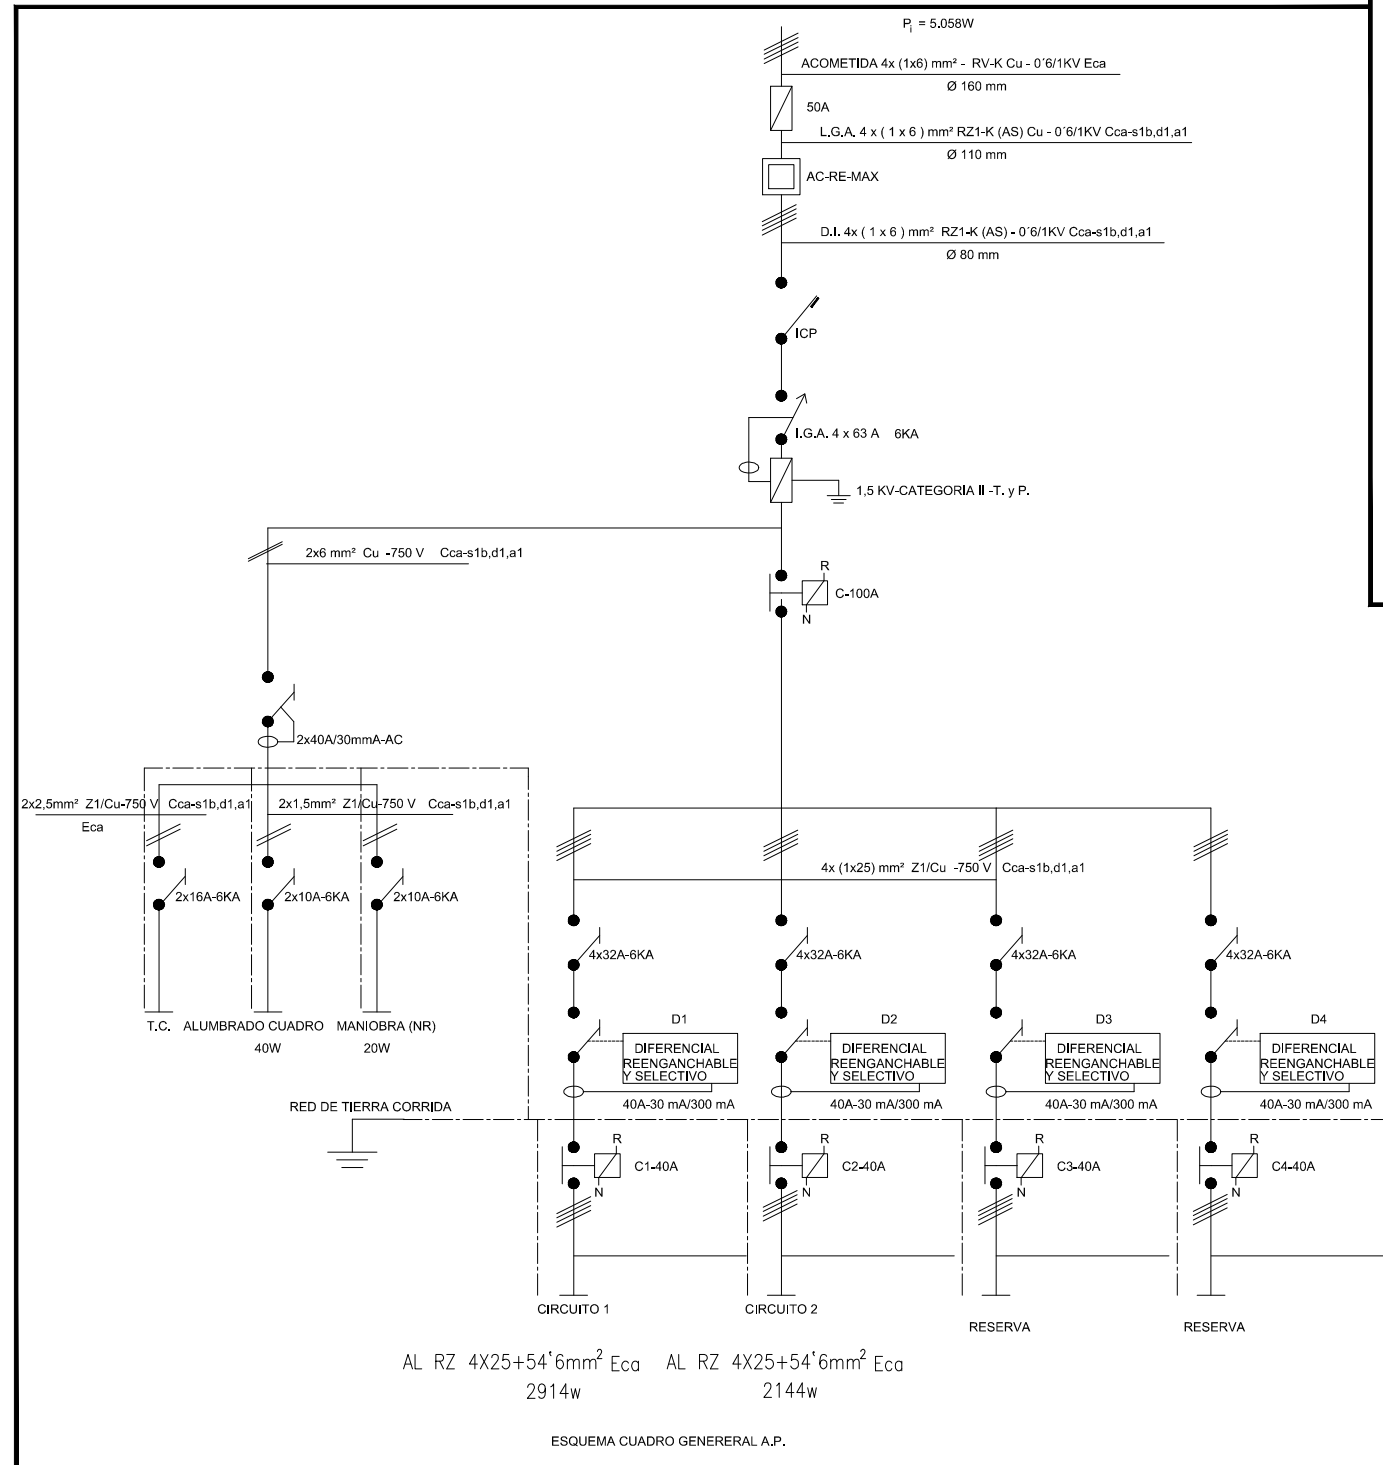 Pi = 5.058W
ACOMETIDA 4x (1x6) mm² - RV-K Cu - 0´6/1KV Eca
Ø 160 mm
50A
L.G.A. 4 x ( 1 x 6 ) mm² RZ1-K (AS) Cu - 0´6/1KV Cca-s1b,d1,a1
Ø 110 mm
AC-RE-MAX
D.I. 4x ( 1 x 6 ) mm² RZ1-K (AS) - 0´6/1KV Cca-s1b,d1,a1
Ø 80 mm
ICP
I.G.A. 4 x 63 A 6KA
1,5 KV-CATEGORIA II -T. y P.
2x6 mm² Cu -750 V Cca-s1b,d1,a1
R
C-100A
N
2x40A/30mmA-AC
2x2,5mm² Z1/Cu-750 V Cca-s1b,d1,a1
Eca
2x1,5mm² Z1/Cu-750 V Cca-s1b,d1,a1
4x (1x25) mm² Z1/Cu -750 V Cca-s1b,d1,a1
2x16A-6KA
2x10A-6KA
2x10A-6KA
4x32A-6KA
4x32A-6KA
4x32A-6KA
4x32A-6KA
T.C.
ALUMBRADO CUADRO
40W
MANIOBRA (NR)
20W
D1
DIFERENCIAL
REENGANCHABLE
Y SELECTIVO
40A-30 mA/300 mA
D2
DIFERENCIAL
REENGANCHABLE
Y SELECTIVO
40A-30 mA/300 mA
D3
DIFERENCIAL
REENGANCHABLE
Y SELECTIVO
40A-30 mA/300 mA
D4
DIFERENCIAL
REENGANCHABLE
Y SELECTIVO
40A-30 mA/300 mA
RED DE TIERRA CORRIDA
R
C1-40A
N
R
C2-40A
N
R
C3-40A
N
R
C4-40A
N
CIRCUITO 1
CIRCUITO 2
RESERVA
RESERVA
AL RZ 4X25+54‘6mm² Eca
2914w
AL RZ 4X25+54‘6mm² Eca
2144w
ESQUEMA CUADRO GENERERAL A.P.